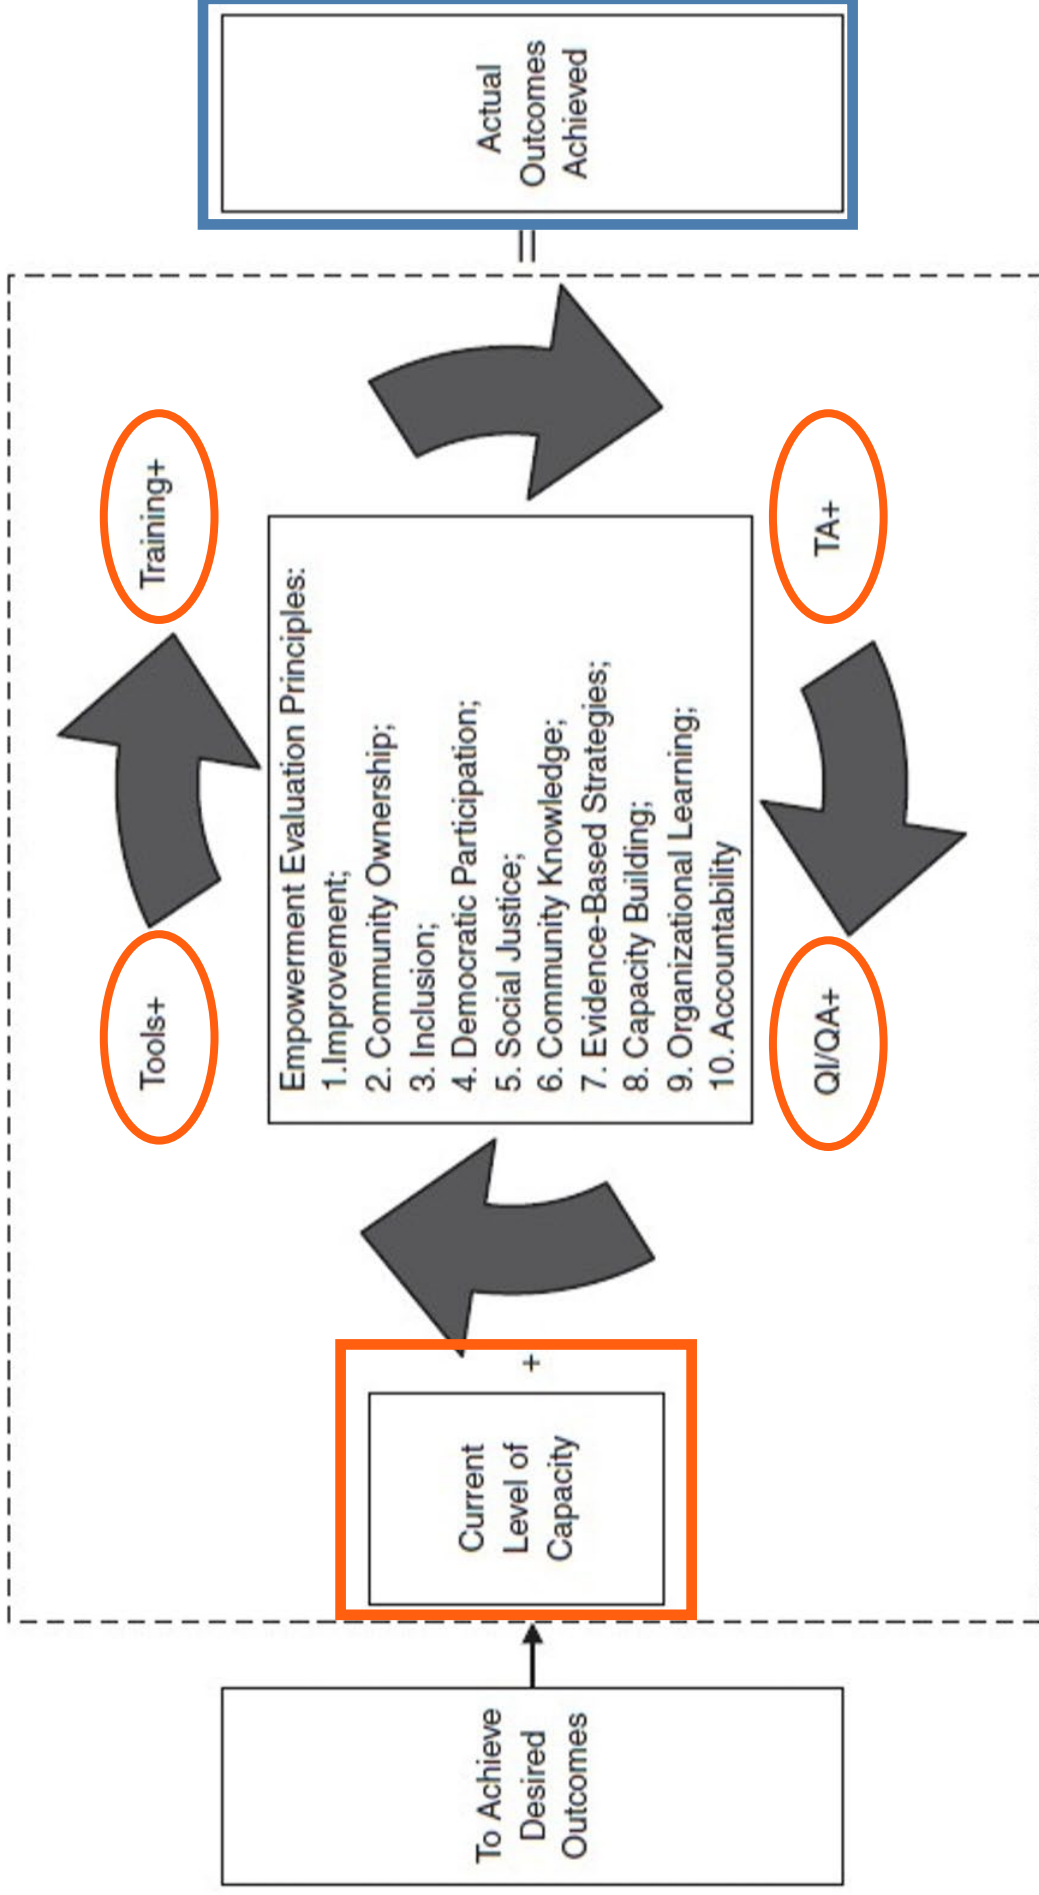 To Achieve
Desired
Outcomes
Current
Level of
Capacity
+
Tools+
Training+
Empowerment Evaluation Principles:
1.Improvement;
2. Community Ownership;
3. Inclusion;
4. Democratic Participation;
5. Social Justice;
6. Community Knowledge;
7. Evidence-Based Strategies;
8. Capacity Building;
9. Organizational Learning;
10. Accountability
QI/QA+
TA+
=
Actual
Outcomes
Achieved